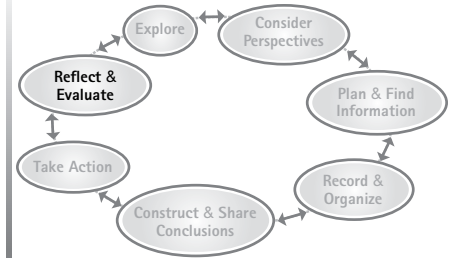 Explore
Consider
Perspectives
Reflect &
Evaluate
Plan & Find
Information
Take Action
Record &
Organize
Construct & Share
Conclusions